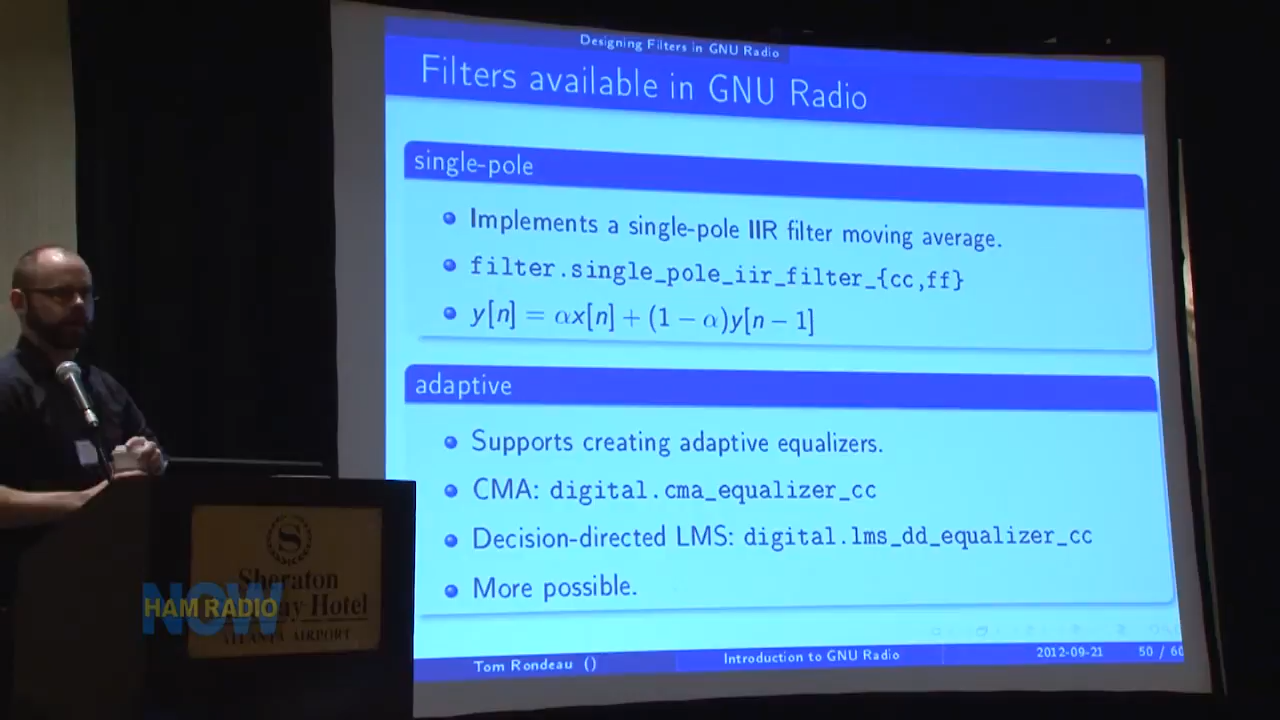 Designing Filters in GNU Radio
Filters available in GNU Radio
single-pole
Implements a single-pole IIR filter moving average.
filter.single_pole_iir_filter_{cc,ff}
y[n] = αx[n] + (1 − α)y[n − 1]
adaptive
Supports creating adaptive equalizers.
CMA: digital.cma_equalizer_cc
Decision-directed LMS: digital.lms_dd_equalizer_cc
More possible.
Tom Rondeau ()
Introduction to GNU Radio
2012-09-21
50 / 60
S
Sheraton
Hotel
ATLANTA AIRPORT
NOW
HAM RADIO